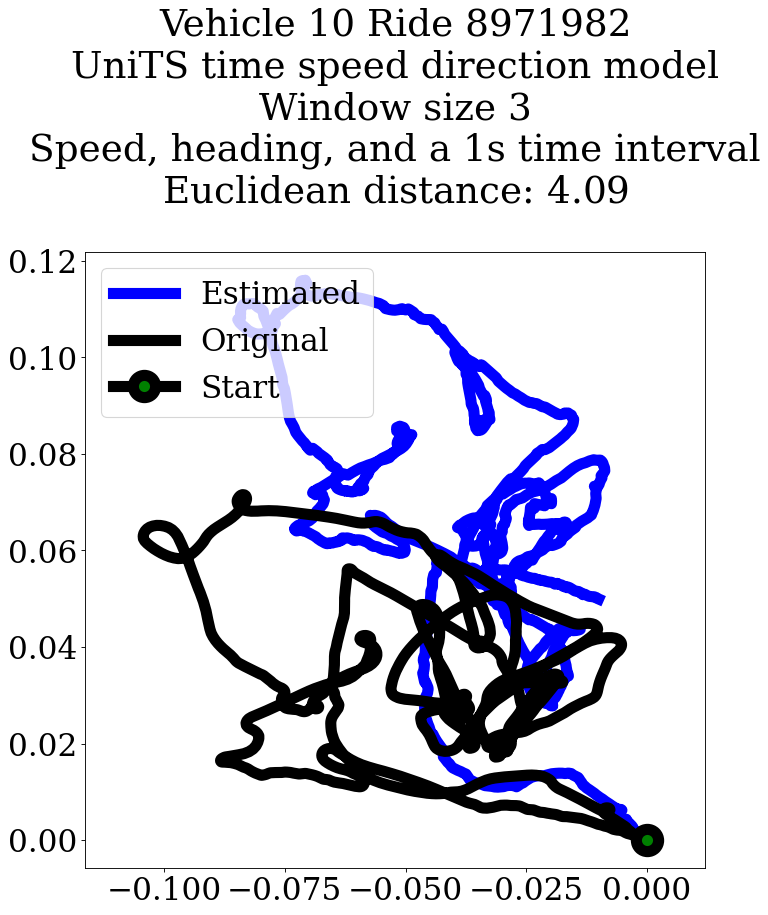 Vehicle 10 Ride 8971982
UniTS time speed direction model
Window size 3
Speed, heading, and a 1s time interval
Euclidean distance: 4.09
0.12
0.10
0.08
0.06
0.04
0.02
0.00
Estimated
Original
Start
−0.100 −0.075 −0.050 −0.025 0.000